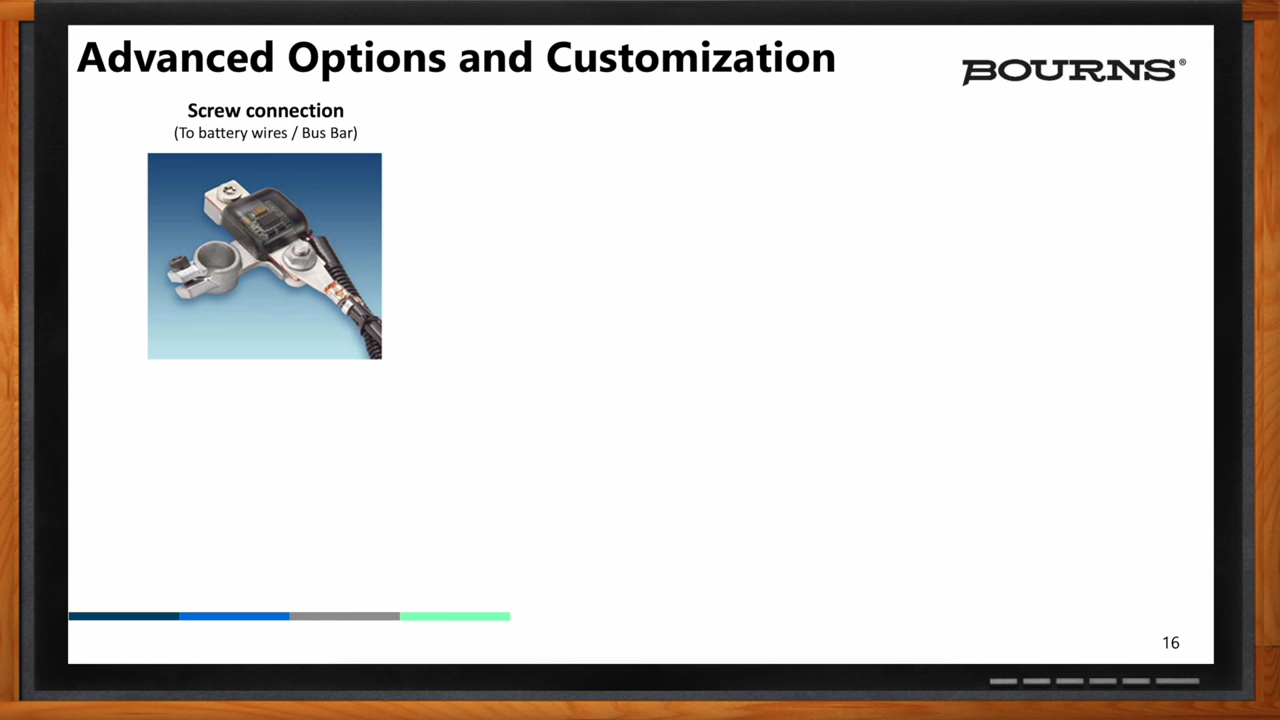 Advanced Options and Customization
BOURNS®
Screw connection
(To battery wires / Bus Bar)
16